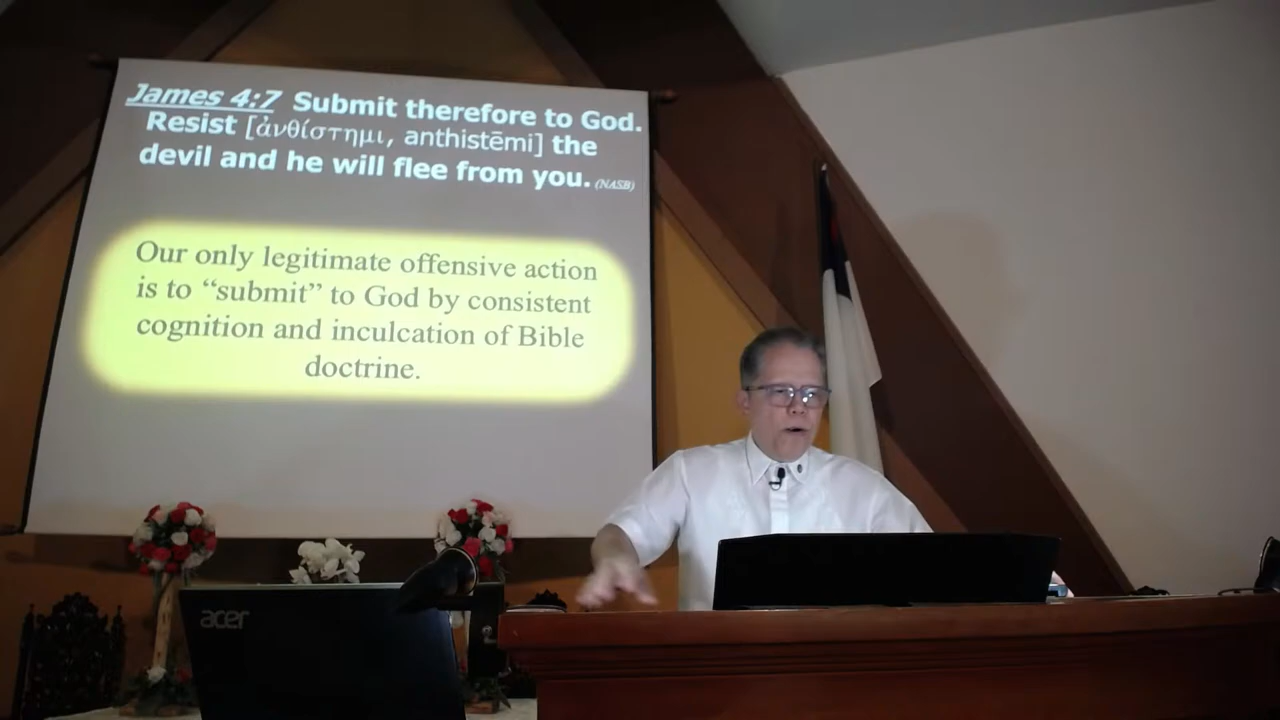 James 4:7 Submit therefore to God.
Resist [ἀνθίστημι, anthistēmi] the
devil and he will flee from you. (NASB)
Our only legitimate offensive action
is to “submit” to God by consistent
cognition and inculcation of Bible
doctrine.
acer